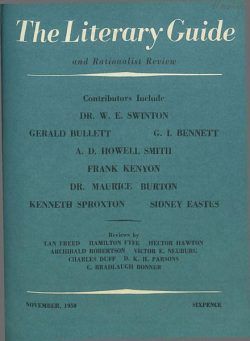 The Literary Guide
and Rationalist Review
Contributors Include
DR. W. E. SWINTON
GERALD BULLETT G. I. BENNETT
A. D. HOWELL SMITH
FRANK KENYON
DR. MAURICE BURTON
KENNETH SPROXTON SIDNEY EASTES
Reviews by
IAN FREED HAMILTON FYFE HECTOR HAWTON
ARCHIBALD ROBERTSON VICTOR E. NEUBURG
CHARLES DUFF D. K. H. PARSONS
C. BRADLAUGH BONNER
NOVEMBER, 1950 SIXPENCE